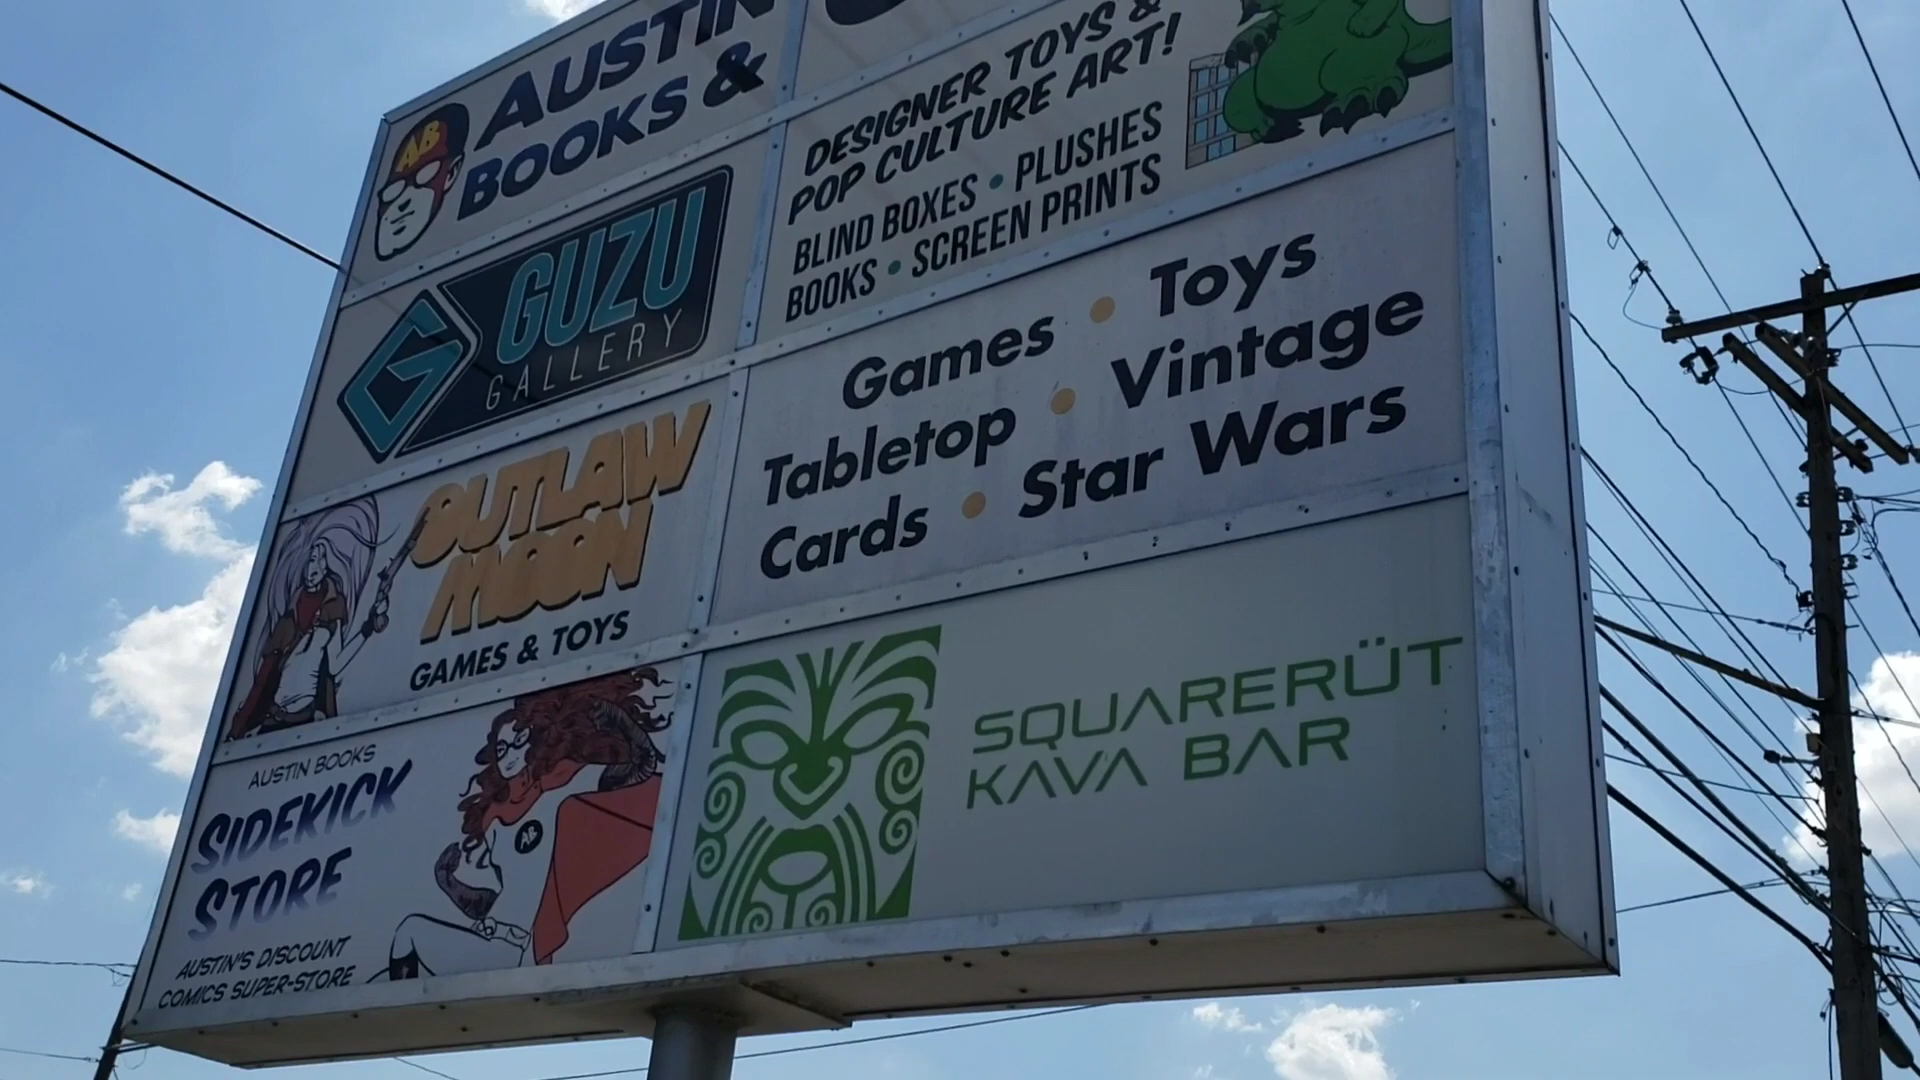 AUSTIN
BOOKS &
AB
DESIGNER TOYS &
POP CULTURE ART!
BLIND BOXES • PLUSHES
BOOKS • SCREEN PRINTS
G
GUZU
GALLERY
OUTLAW
MOON
GAMES & TOYS
Games • Toys
Tabletop • Vintage
Cards • Star Wars
AUSTIN BOOKS
SIDEKICK
STORE
AUSTIN'S DISCOUNT
COMICS SUPER-STORE
AB
SQUARERÜT
KAVA BAR